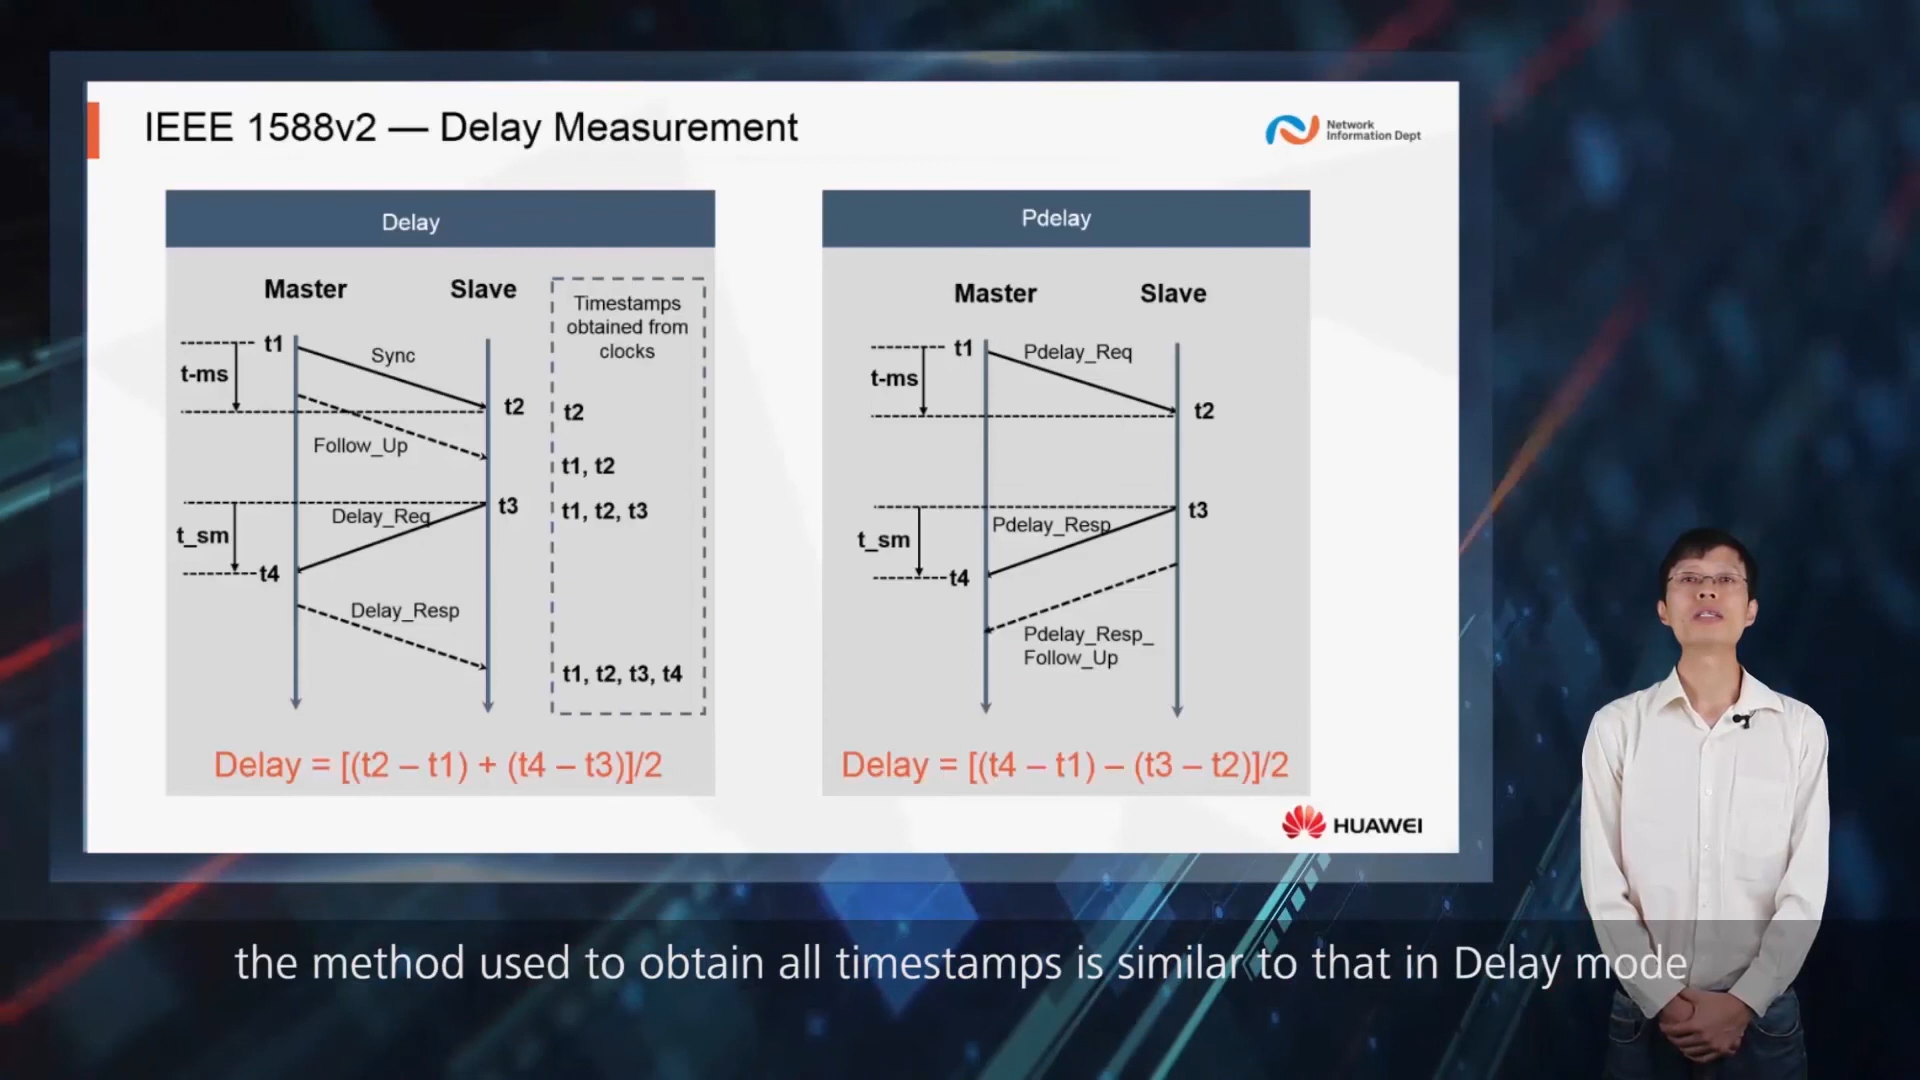 IEEE 1588v2 — Delay Measurement
Network
Information Dept
Delay
Master
Slave
Timestamps
obtained from
clocks
t1
Sync
t-ms
t2
t2
Follow_Up
t1, t2
t3
t1, t2, t3
Delay_Req
t_sm
t4
Delay_Resp
t1, t2, t3, t4
Delay = [(t2 – t1) + (t4 – t3)]/2
Pdelay
Master
Slave
t1
Pdelay_Req
t-ms
t2
t3
Pdelay_Resp
t_sm
t4
Pdelay_Resp_
Follow_Up
Delay = [(t4 – t1) – (t3 – t2)]/2
HUAWEI
the method used to obtain all timestamps is similar to that in Delay mode